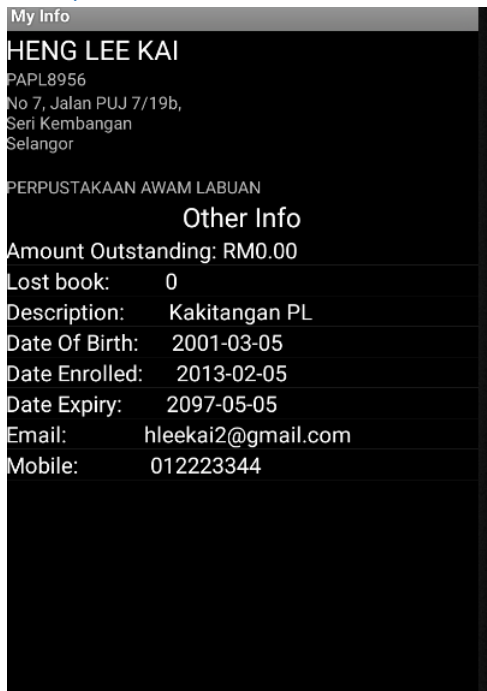 My Info
HENG LEE KAI
PAPL8956
No 7, Jalan PUJ 7/19b,
Seri Kembangan
Selangor
PERPUSTAKAAN AWAM LABUAN
Other Info
Amount Outstanding: RM0.00
Lost book: 0
Description: Kakitangan PL
Date Of Birth: 2001-03-05
Date Enrolled: 2013-02-05
Date Expiry: 2097-05-05
Email: hleekai2@gmail.com
Mobile: 012223344